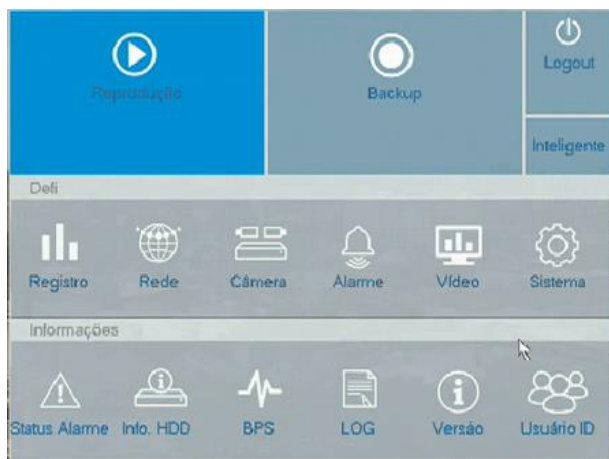 Reprodução
Backup
Logout
Inteligente
Defi
Registro
Rede
Câmera
Alarme
Vídeo
Sistema
Informações
Status Alarme
Info. HDD
BPS
LOG
Versão
Usuário ID